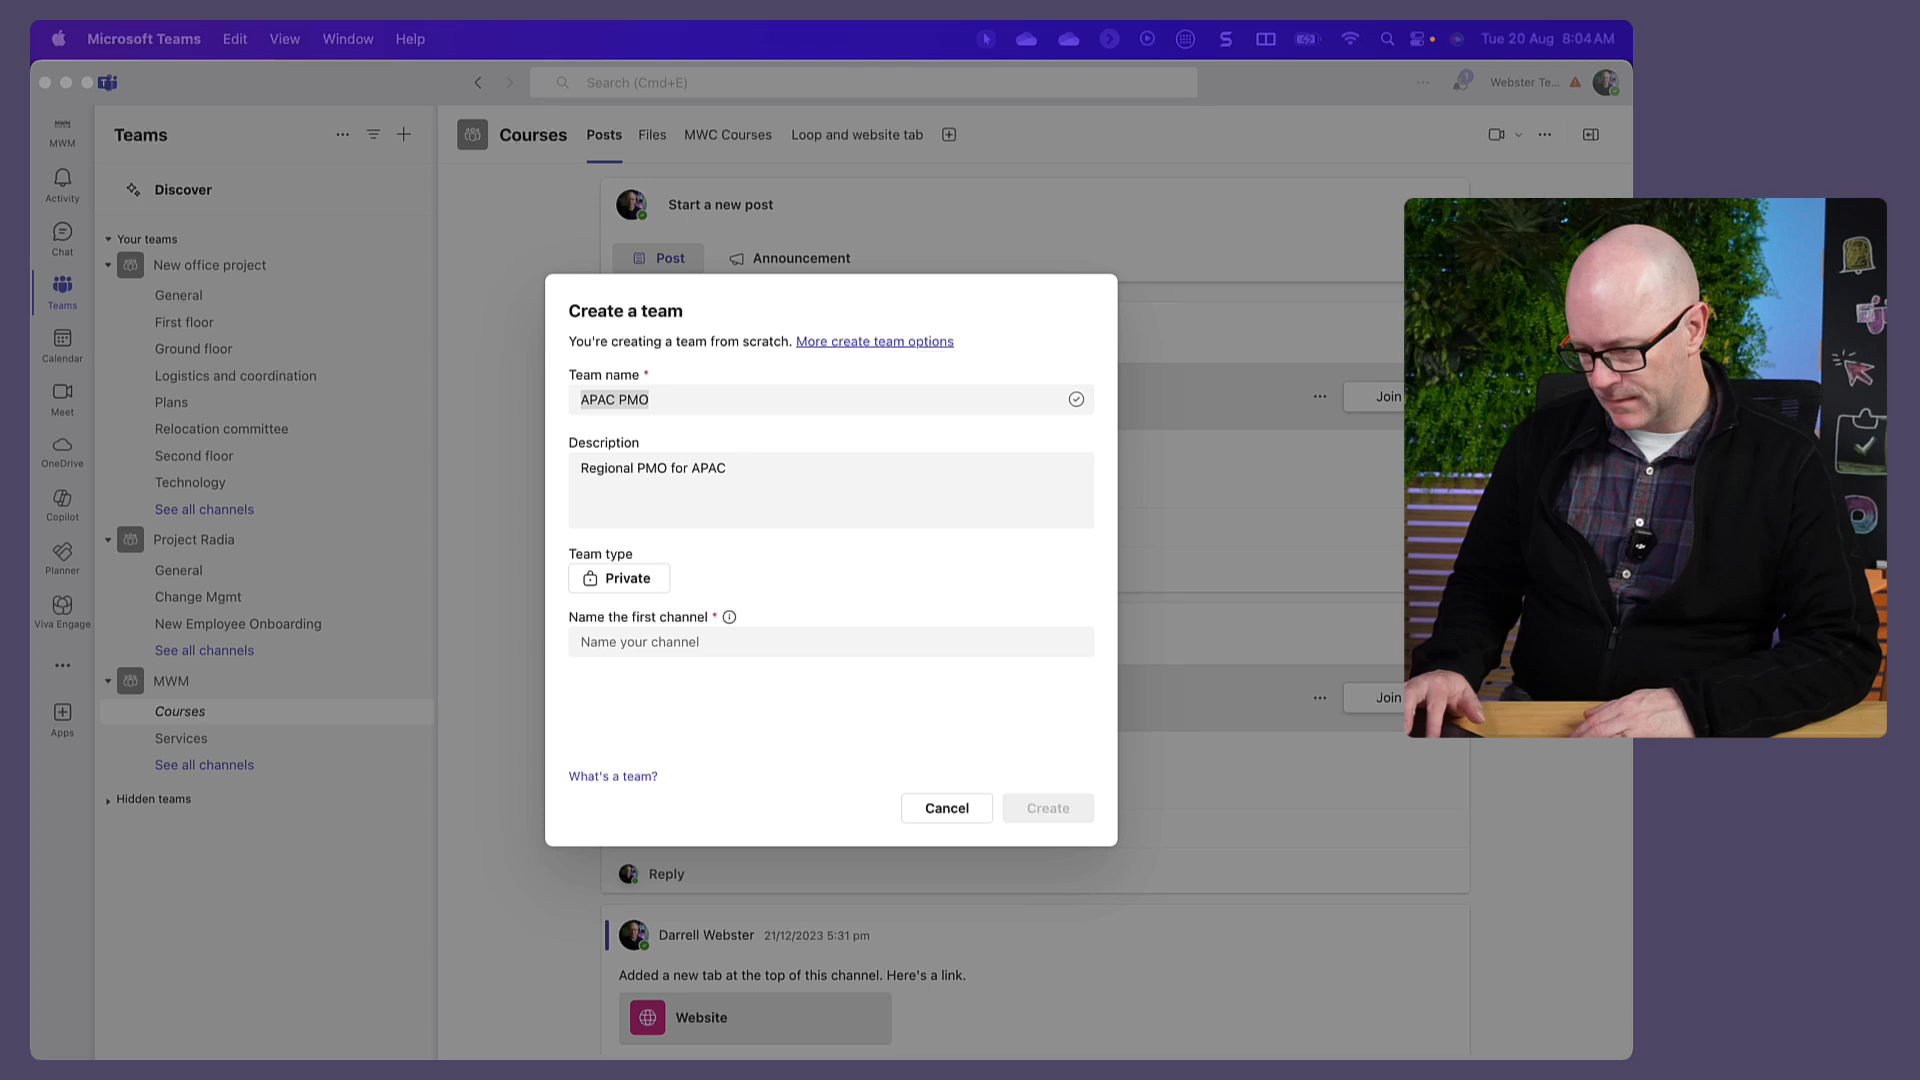 Microsoft Teams Edit View Window Help
Tue 20 Aug 8:04 AM
Search (Cmd+E)
1
Webster Te...
MWM
Activity
Chat
Teams
Calendar
Meet
OneDrive
Copilot
Planner
Viva Engage
Apps
Teams
Discover
Your teams
New office project
General
First floor
Ground floor
Logistics and coordination
Plans
Relocation committee
Second floor
Technology
See all channels
Project Radia
General
Change Mgmt
New Employee Onboarding
See all channels
MWM
Courses
Services
See all channels
Hidden teams
Courses Posts Files MWC Courses Loop and website tab
Start a new post
Post Announcement
Join
Join
Create a team
You're creating a team from scratch. More create team options
Team name *
APAC PMO
Description
Regional PMO for APAC
Team type
Private
Name the first channel *
Name your channel
What's a team?
Cancel Create
Reply
Darrell Webster 21/12/2023 5:31 pm
Added a new tab at the top of this channel. Here's a link.
Website